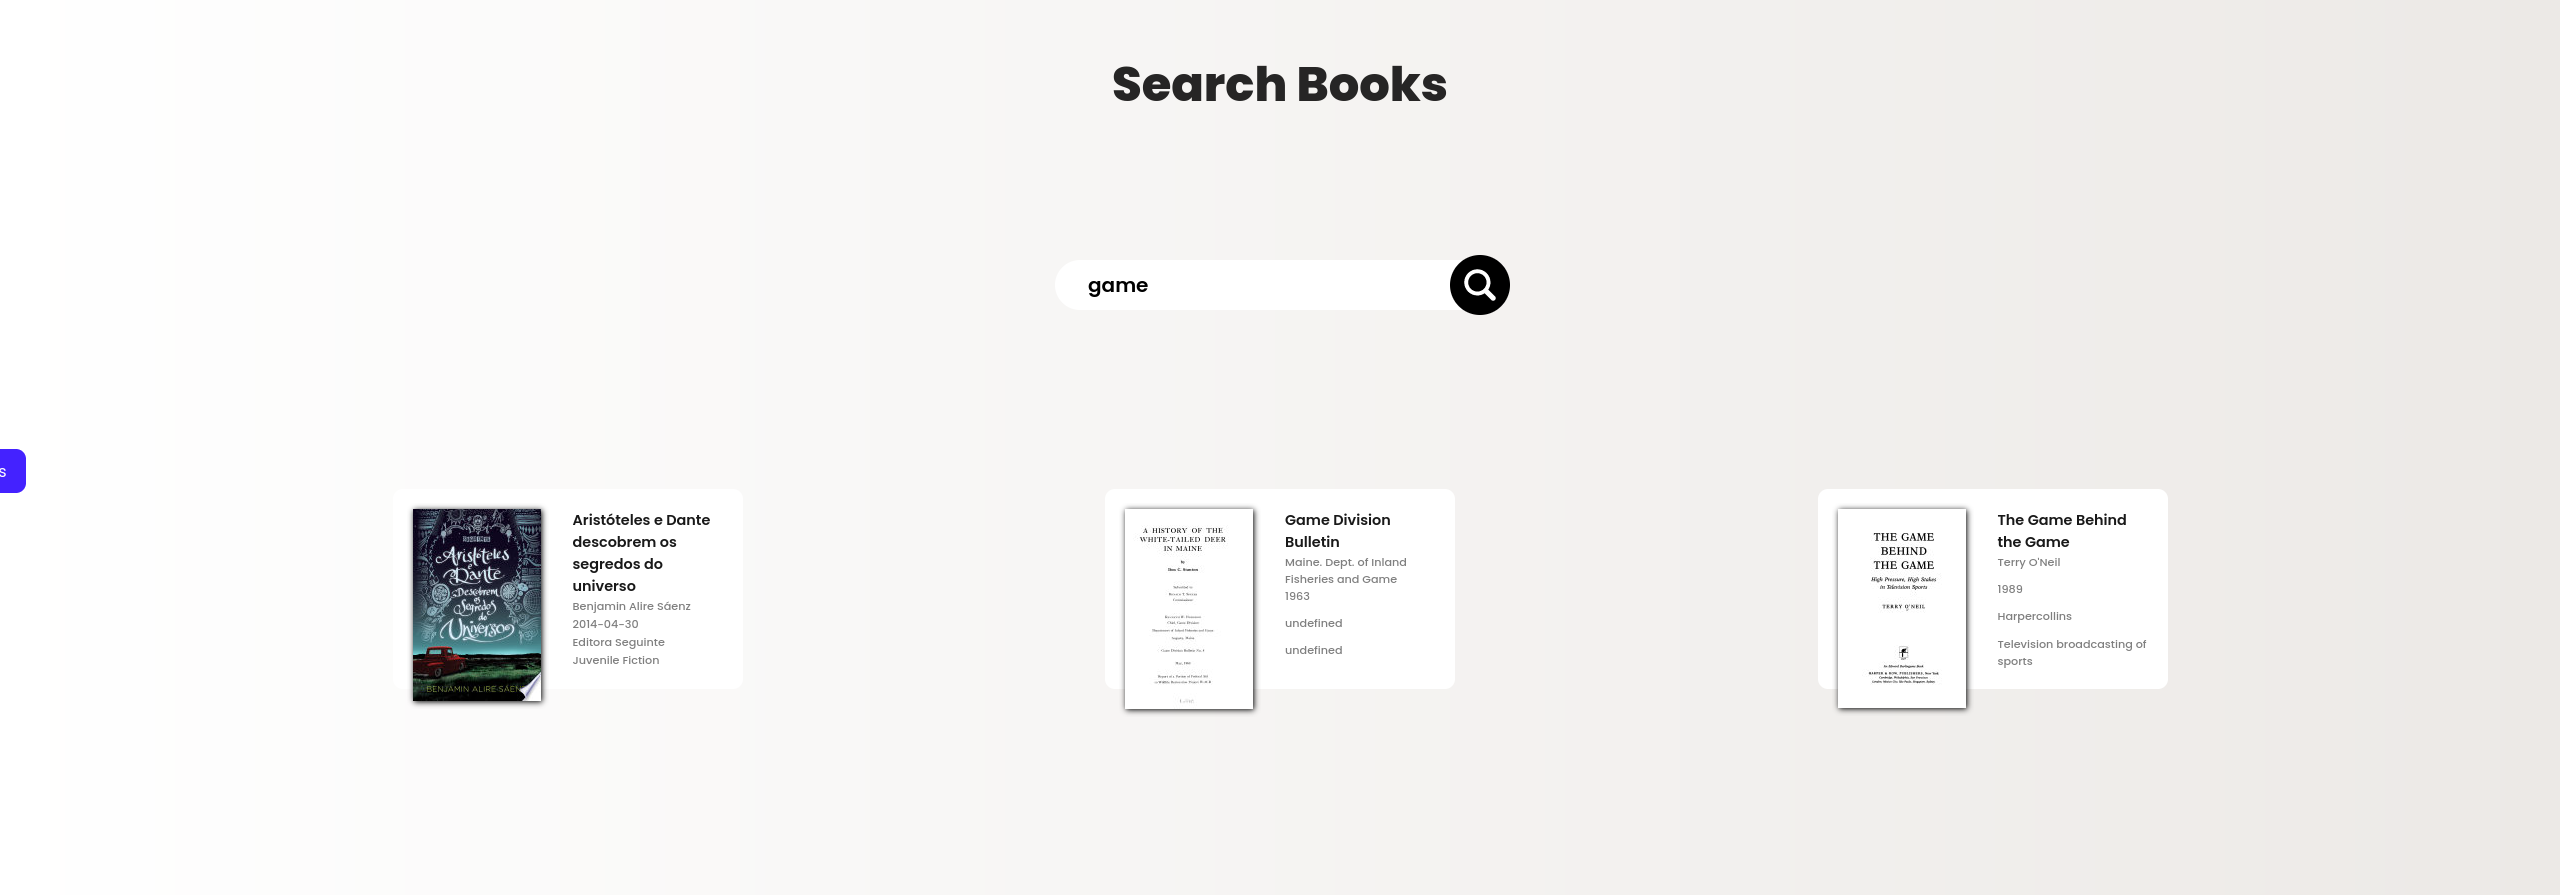 Search Books
game
s
Aristóteles e Dante
descobrem os
segredos do
universo
Benjamin Alire Sáenz
2014-04-30
Editora Seguinte
Juvenile Fiction
Aristóteles
e
Dante
Descobrem
os
Segredos
do
Universo
BENJAMIN ALIRE SÁEN
Game Division
Bulletin
Maine. Dept. of Inland
Fisheries and Game
1963
undefined
undefined
A HISTORY OF THE
WHITE-TAILED DEER
IN MAINE
by
The Game Behind
the Game
Terry O'Neil
1989
Harpercollins
Television broadcasting of
sports
THE GAME
BEHIND
THE GAME
High Pressure, High Stakes
in Television Sports
TERRY O'NEIL